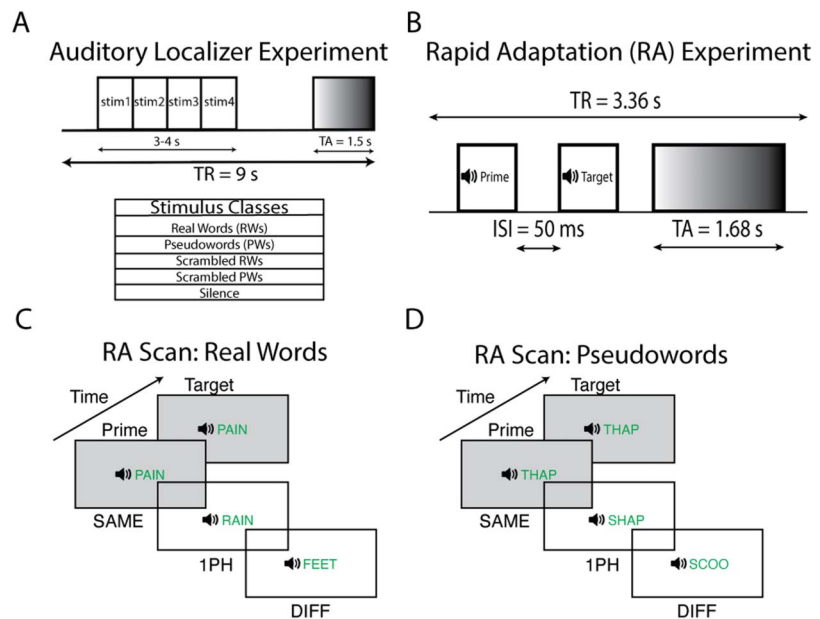 A
Auditory Localizer Experiment
stim1 stim2 stim3 stim4
3-4 s
TA = 1.5 s
TR = 9 s
Stimulus Classes
Real Words (RWs)
Pseudowords (PWs)
Scrambled RWs
Scrambled PWs
Silence
B
Rapid Adaptation (RA) Experiment
TR = 3.36 s
Prime
Target
ISI = 50 ms
TA = 1.68 s
C
RA Scan: Real Words
Time
Target
PAIN
Prime
PAIN
SAME
RAIN
1PH
FEET
DIFF
D
RA Scan: Pseudowords
Time
Target
THAP
Prime
THAP
SAME
SHAP
1PH
SCOO
DIFF